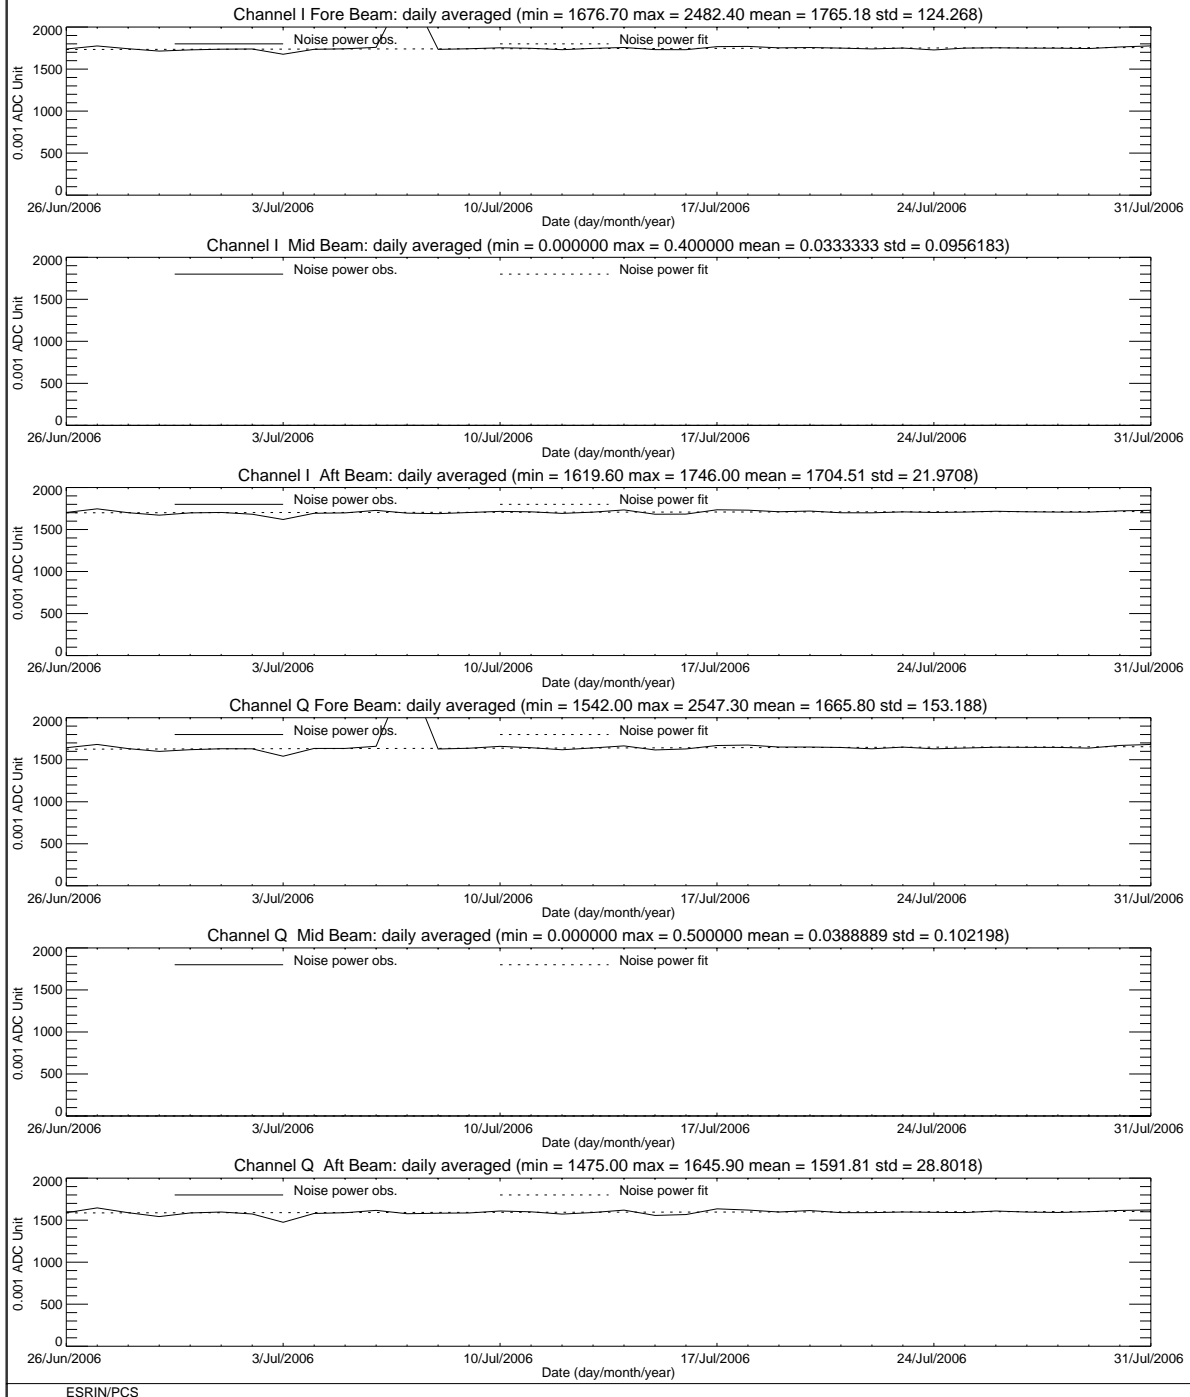 Channel I Fore Beam: daily averaged (min = 1676.70 max = 2482.40 mean = 1765.18 std = 124.268)
2000
1500
1000
500
0
0.001 ADC Unit
Noise power obs.
Noise power fit
26/Jun/2006 3/Jul/2006 10/Jul/2006 17/Jul/2006 24/Jul/2006 31/Jul/2006
Date (day/month/year)
Channel I Mid Beam: daily averaged (min = 0.000000 max = 0.400000 mean = 0.0333333 std = 0.0956183)
2000
1500
1000
500
0
0.001 ADC Unit
Noise power obs.
Noise power fit
26/Jun/2006 3/Jul/2006 10/Jul/2006 17/Jul/2006 24/Jul/2006 31/Jul/2006
Date (day/month/year)
Channel I Aft Beam: daily averaged (min = 1619.60 max = 1746.00 mean = 1704.51 std = 21.9708)
2000
1500
1000
500
0
0.001 ADC Unit
Noise power obs.
Noise power fit
26/Jun/2006 3/Jul/2006 10/Jul/2006 17/Jul/2006 24/Jul/2006 31/Jul/2006
Date (day/month/year)
Channel Q Fore Beam: daily averaged (min = 1542.00 max = 2547.30 mean = 1665.80 std = 153.188)
2000
1500
1000
500
0
0.001 ADC Unit
Noise power obs.
Noise power fit
26/Jun/2006 3/Jul/2006 10/Jul/2006 17/Jul/2006 24/Jul/2006 31/Jul/2006
Date (day/month/year)
Channel Q Mid Beam: daily averaged (min = 0.000000 max = 0.500000 mean = 0.0388889 std = 0.102198)
2000
1500
1000
500
0
0.001 ADC Unit
Noise power obs.
Noise power fit
26/Jun/2006 3/Jul/2006 10/Jul/2006 17/Jul/2006 24/Jul/2006 31/Jul/2006
Date (day/month/year)
Channel Q Aft Beam: daily averaged (min = 1475.00 max = 1645.90 mean = 1591.81 std = 28.8018)
2000
1500
1000
500
0
0.001 ADC Unit
Noise power obs.
Noise power fit
26/Jun/2006 3/Jul/2006 10/Jul/2006 17/Jul/2006 24/Jul/2006 31/Jul/2006
Date (day/month/year)
ESRIN/PCS